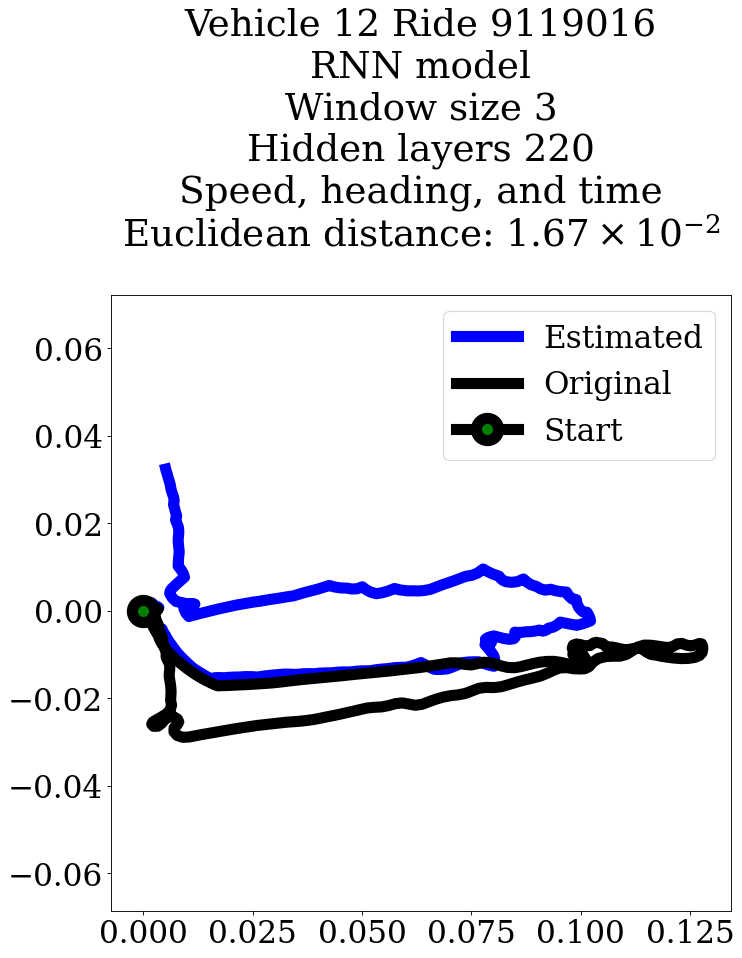 Vehicle 12 Ride 9119016
RNN model
Window size 3
Hidden layers 220
Speed, heading, and time
Euclidean distance: 1.67 × 10⁻²
Estimated
Original
Start
0.06
0.04
0.02
0.00
−0.02
−0.04
−0.06
0.000 0.025 0.050 0.075 0.100 0.125